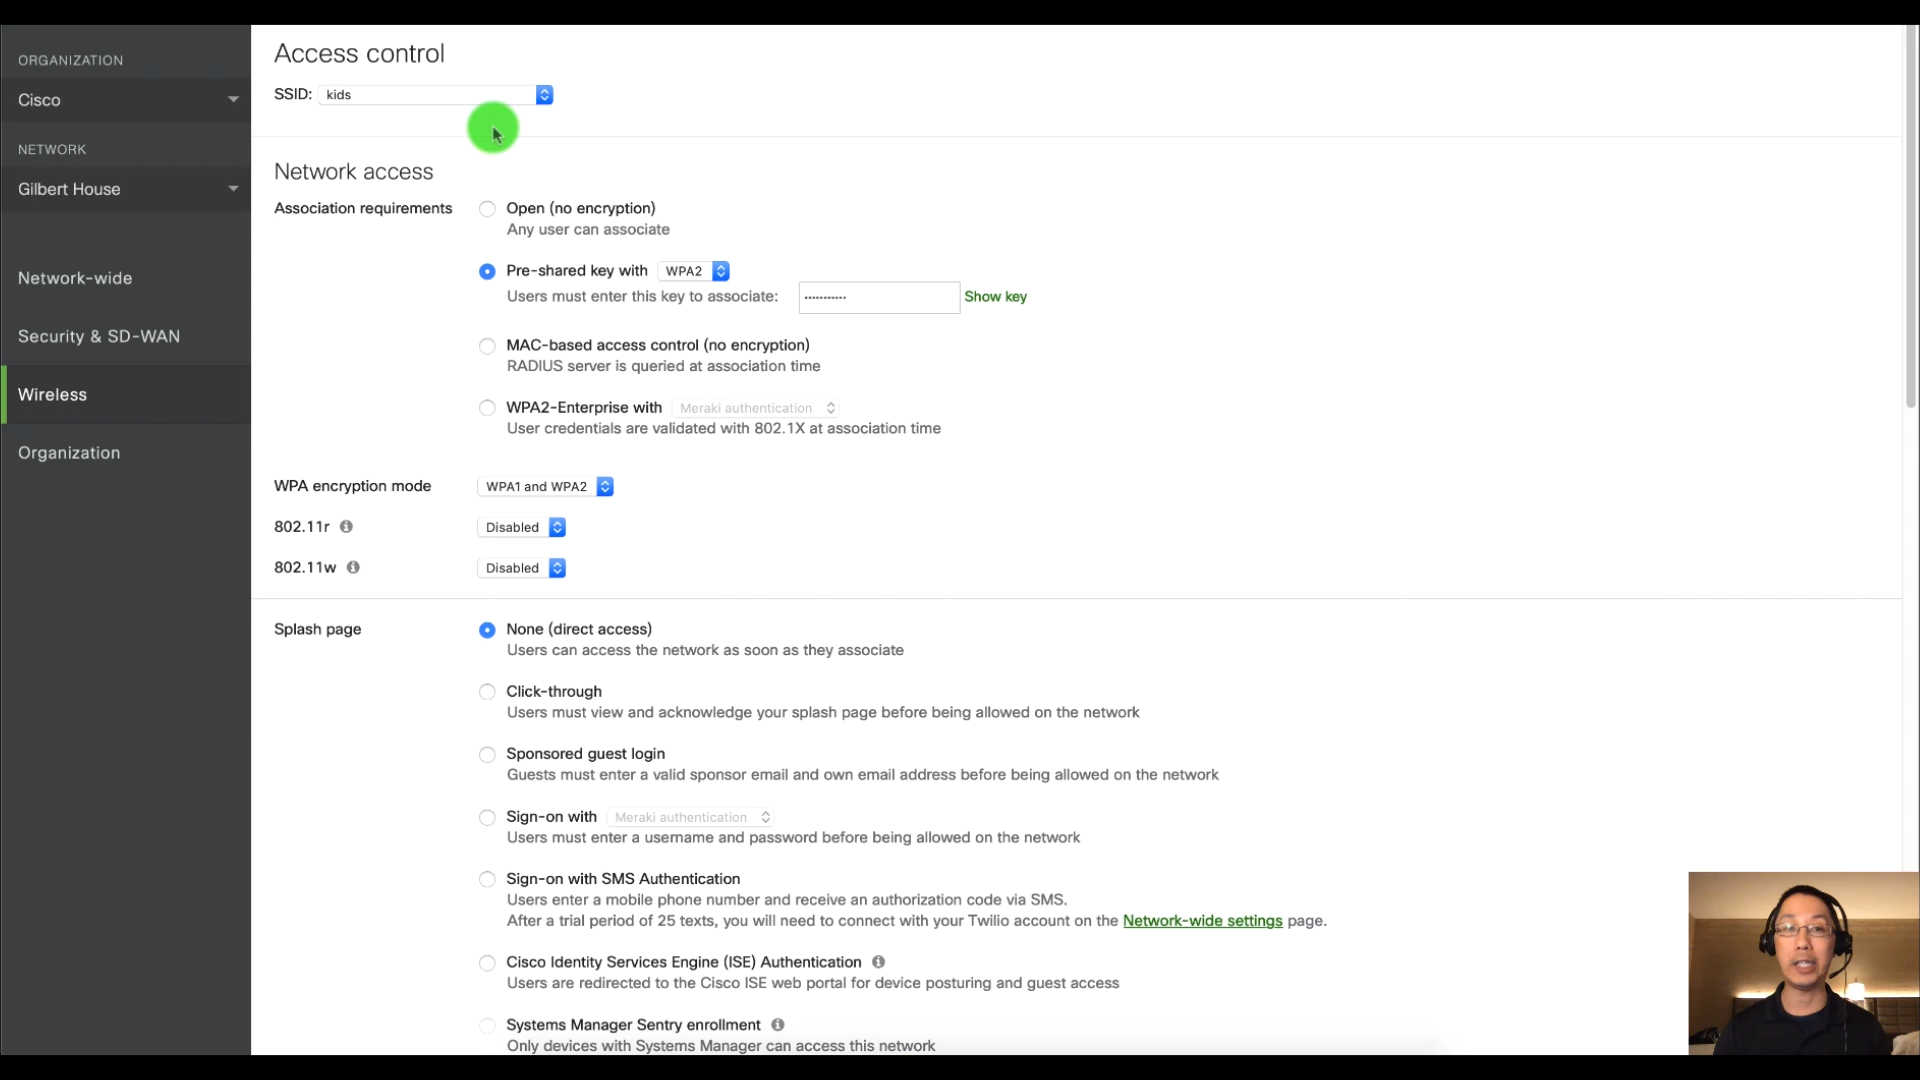 ORGANIZATION
Cisco
NETWORK
Gilbert House
Network-wide
Security & SD-WAN
Wireless
Organization
Access control
SSID: kids
Network access
Association requirements
Open (no encryption)
Any user can associate
Pre-shared key with WPA2
Users must enter this key to associate: ••••••••••• Show key
MAC-based access control (no encryption)
RADIUS server is queried at association time
WPA2-Enterprise with Meraki authentication
User credentials are validated with 802.1X at association time
WPA encryption mode WPA1 and WPA2
802.11r Disabled
802.11w Disabled
Splash page
None (direct access)
Users can access the network as soon as they associate
Click-through
Users must view and acknowledge your splash page before being allowed on the network
Sponsored guest login
Guests must enter a valid sponsor email and own email address before being allowed on the network
Sign-on with Meraki authentication
Users must enter a username and password before being allowed on the network
Sign-on with SMS Authentication
Users enter a mobile phone number and receive an authorization code via SMS.
After a trial period of 25 texts, you will need to connect with your Twilio account on the Network-wide settings page.
Cisco Identity Services Engine (ISE) Authentication
Users are redirected to the Cisco ISE web portal for device posturing and guest access
Systems Manager Sentry enrollment
Only devices with Systems Manager can access this network